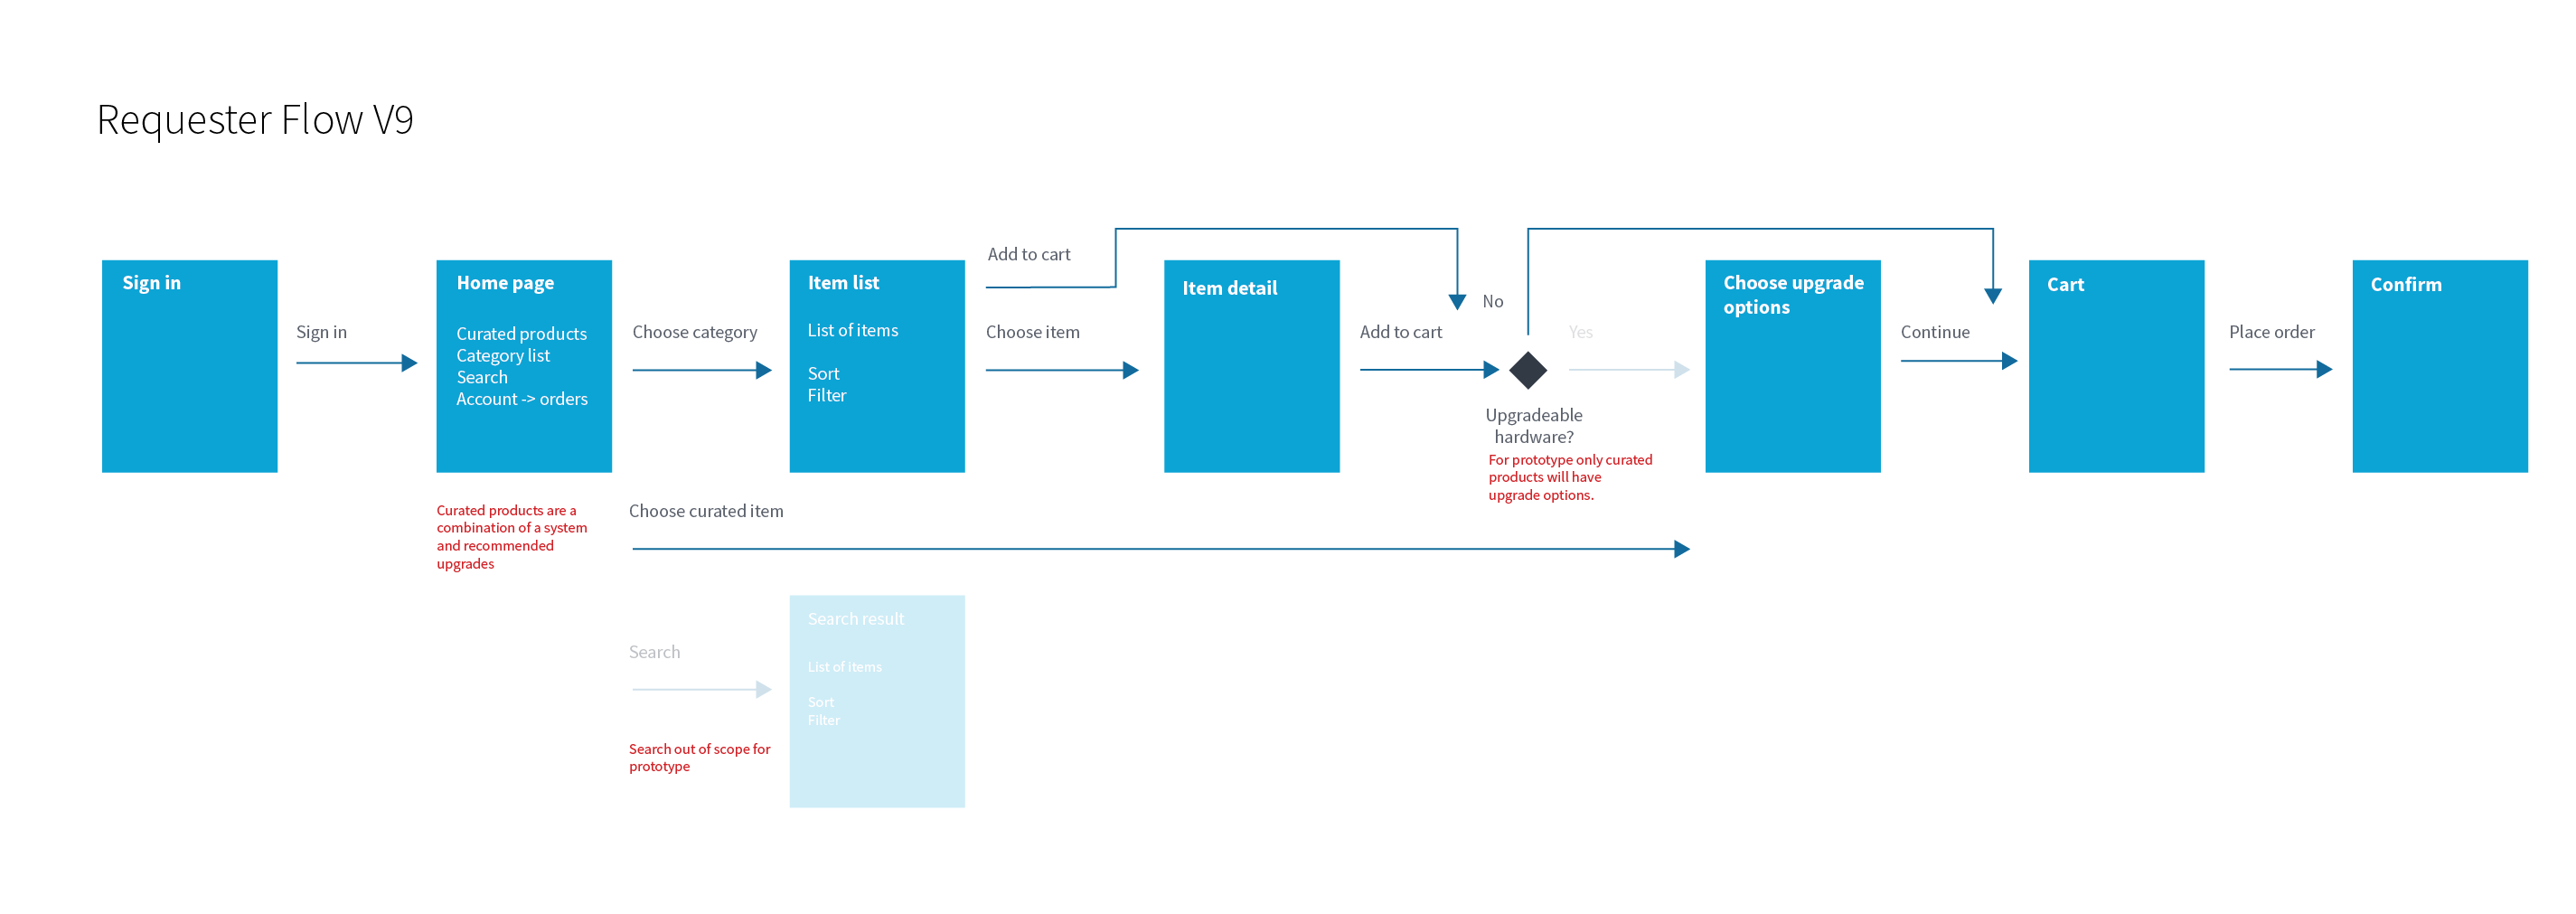 Requester Flow V9
Sign in
Sign in
Home page
Curated products
Category list
Search
Account -> orders
Curated products are a
combination of a system
and recommended
upgrades
Choose category
Item list
List of items
Sort
Filter
Add to cart
Choose item
Item detail
Add to cart
No
Yes
Upgradeable
hardware?
For prototype only curated
products will have
upgrade options.
Choose upgrade
options
Continue
Cart
Place order
Confirm
Choose curated item
Search
Search out of scope for
prototype
Search result
List of items
Sort
Filter